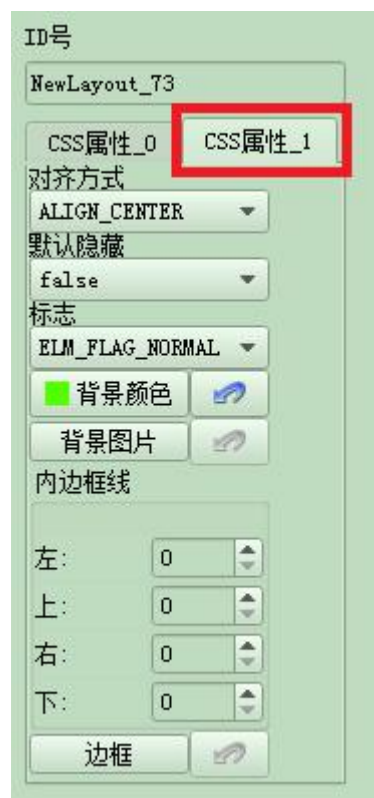 ID号
NewLayout_73
CSS属性_0 CSS属性_1
对齐方式
ALIGN_CENTER
默认隐藏
false
标志
ELM_FLAG_NORMAL
背景颜色
背景图片
内边框线
左: 0
上: 0
右: 0
下: 0
边框